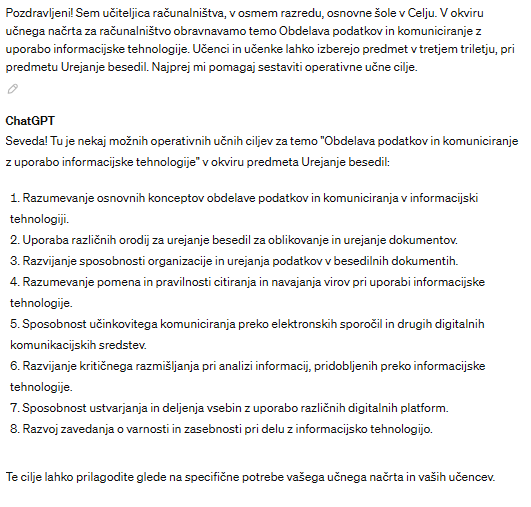 Pozdravljeni! Sem učiteljica računalništva, v osmem razredu, osnovne šole v Celju. V okviru
učnega načrta za računalništvo obravnavamo temo Obdelava podatkov in komuniciranje z
uporabo informacijske tehnologije. Učenci in učenke lahko izberejo predmet v tretjem triletju, pri
predmetu Urejanje besedil. Najprej mi pomagaj sestaviti operativne učne cilje.
ChatGPT
Seveda! Tu je nekaj možnih operativnih učnih ciljev za temo "Obdelava podatkov in komuniciranje
z uporabo informacijske tehnologije" v okviru predmeta Urejanje besedil:
1. Razumevanje osnovnih konceptov obdelave podatkov in komuniciranja v informacijski
tehnologiji.
2. Uporaba različnih orodij za urejanje besedil za oblikovanje in urejanje dokumentov.
3. Razvijanje sposobnosti organizacije in urejanja podatkov v besedilnih dokumentih.
4. Razumevanje pomena in pravilnosti citiranja in navajanja virov pri uporabi informacijske
tehnologije.
5. Sposobnost učinkovitega komuniciranja preko elektronskih sporočil in drugih digitalnih
komunikacijskih sredstev.
6. Razvijanje kritičnega razmišljanja pri analizi informacij, pridobljenih preko informacijske
tehnologije.
7. Sposobnost ustvarjanja in deljenja vsebin z uporabo različnih digitalnih platform.
8. Razvoj zavedanja o varnosti in zasebnosti pri delu z informacijsko tehnologijo.
Te cilje lahko prilagodite glede na specifične potrebe vašega učnega načrta in vaših učencev.